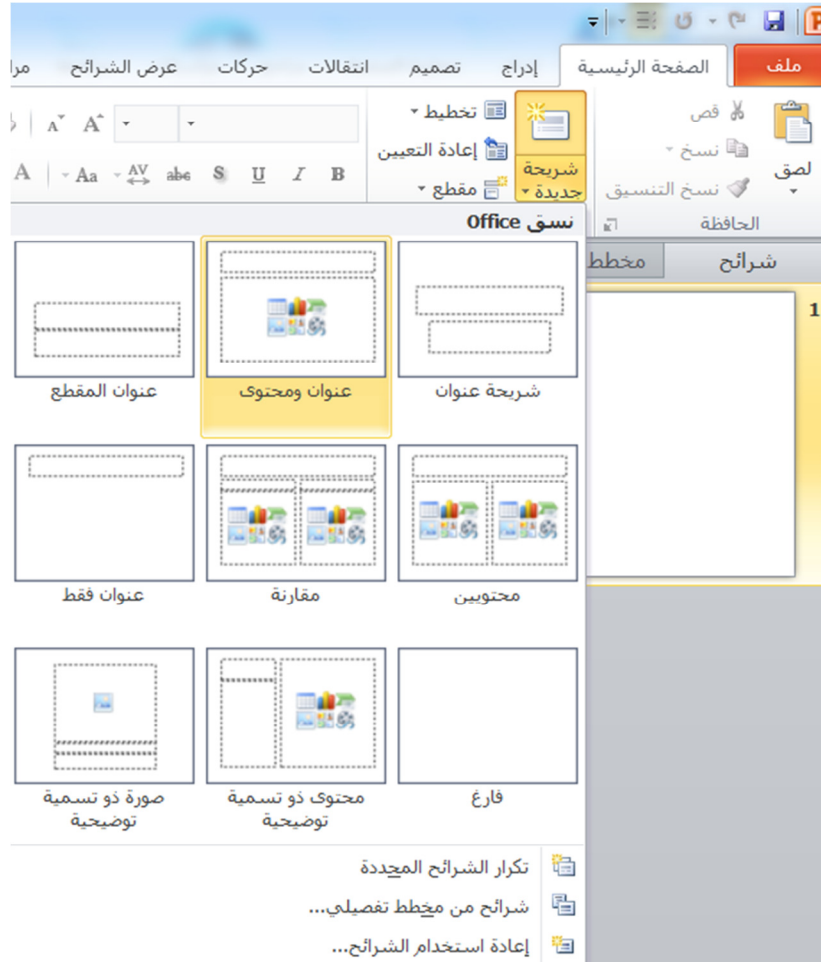 ملف الصفحة الرئيسية إدراج تصميم انتقالات حركات عرض الشرائح
لصق
قص
نسخ
نسخ التنسيق
الحافظة
شريحة
جديدة
تخطيط
إعادة التعيين
مقطع
B I U S abc AV Aa A
A A
شرائح
مخطط
1
نسق Office
شريحة عنوان
عنوان ومحتوى
عنوان المقطع
محتويين
مقارنة
عنوان فقط
فارغ
محتوى ذو تسمية
توضيحية
صورة ذو تسمية
توضيحية
تكرار الشرائح المحددة
شرائح من مخطط تفصيلي...
إعادة استخدام الشرائح...